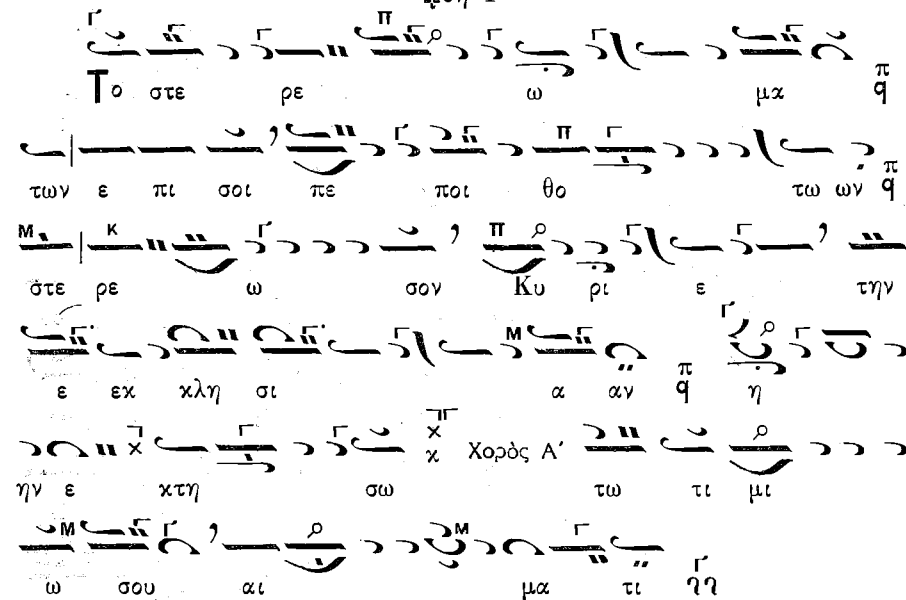 Το στε ρε ω μα π q
των ε πι σοι πε ποι θο τω ων π q
στε ρε ω σον Κυ ρι ε την
ε εκ κλη σι α αν π q η
ην ε κτη σω Χορὸς Α΄ τω τι μι
ω σου αι μα τι